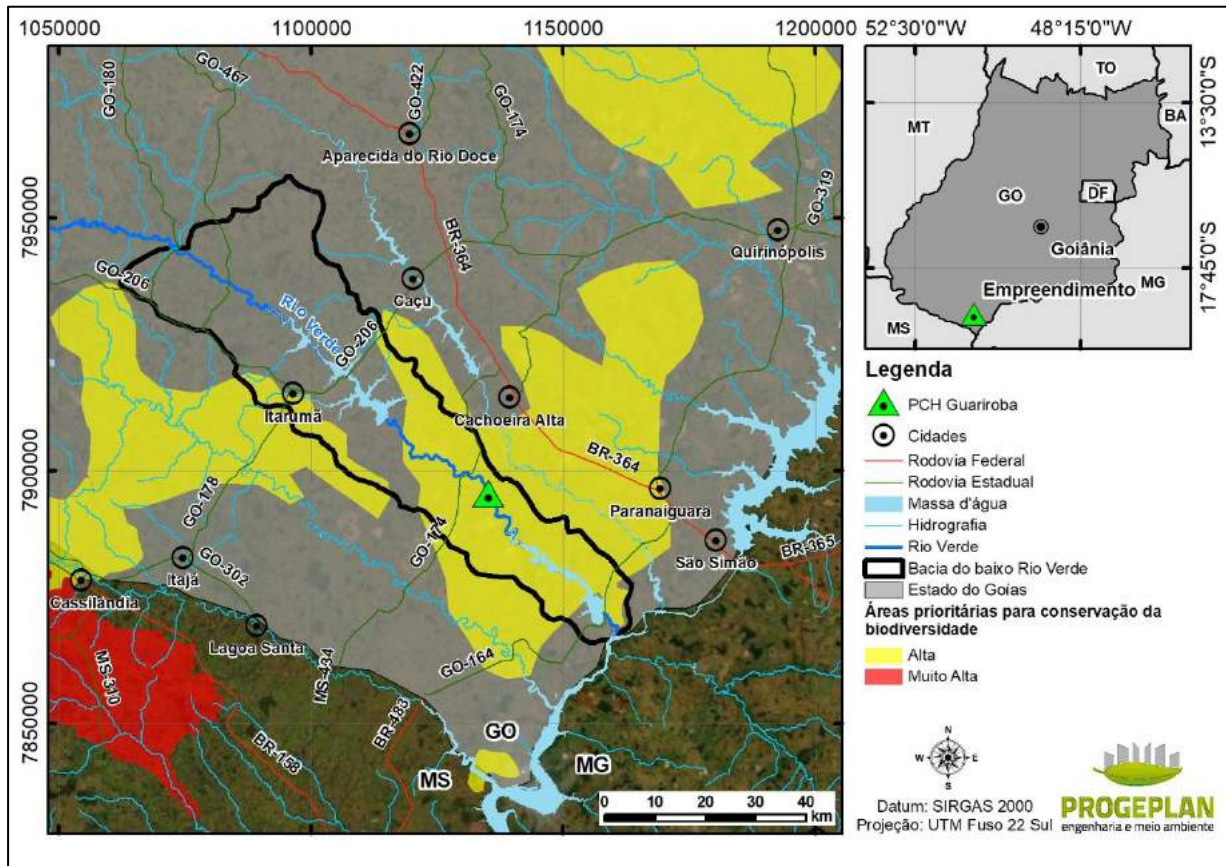 1050000 1100000 1150000 1200000
52°30'0"W 48°15'0"W
7950000
7900000
7850000
13°30'0"S
17°45'0"S
GO-180
GO-467
GO-422
GO-174
GO-319
Aparecida do Rio Doce
BR-364
Quirinópolis
GO-206
Rio Verde
Caçu
GO-206
Itarumã
Cachoeira Alta
BR-364
GO-178
GO-174
Paranaiguara
São Simão
BR-365
Itajá
GO-302
Cassilândia
Lagoa Santa
MS-310
MS-434
GO-164
BR-483
BR-158
GO
MS
MG
0 10 20 30 40
km
TO
MT
BA
GO
DF
Goiânia
Empreendimento
MG
MS
Legenda
PCH Guariroba
Cidades
Rodovia Federal
Rodovia Estadual
Massa d'água
Hidrografia
Rio Verde
Bacia do baixo Rio Verde
Estado do Goías
Áreas prioritárias para conservação da
biodiversidade
Alta
Muito Alta
N
W E
S
Datum: SIRGAS 2000
Projeção: UTM Fuso 22 Sul
PROGEPLAN
engenharia e meio ambiente